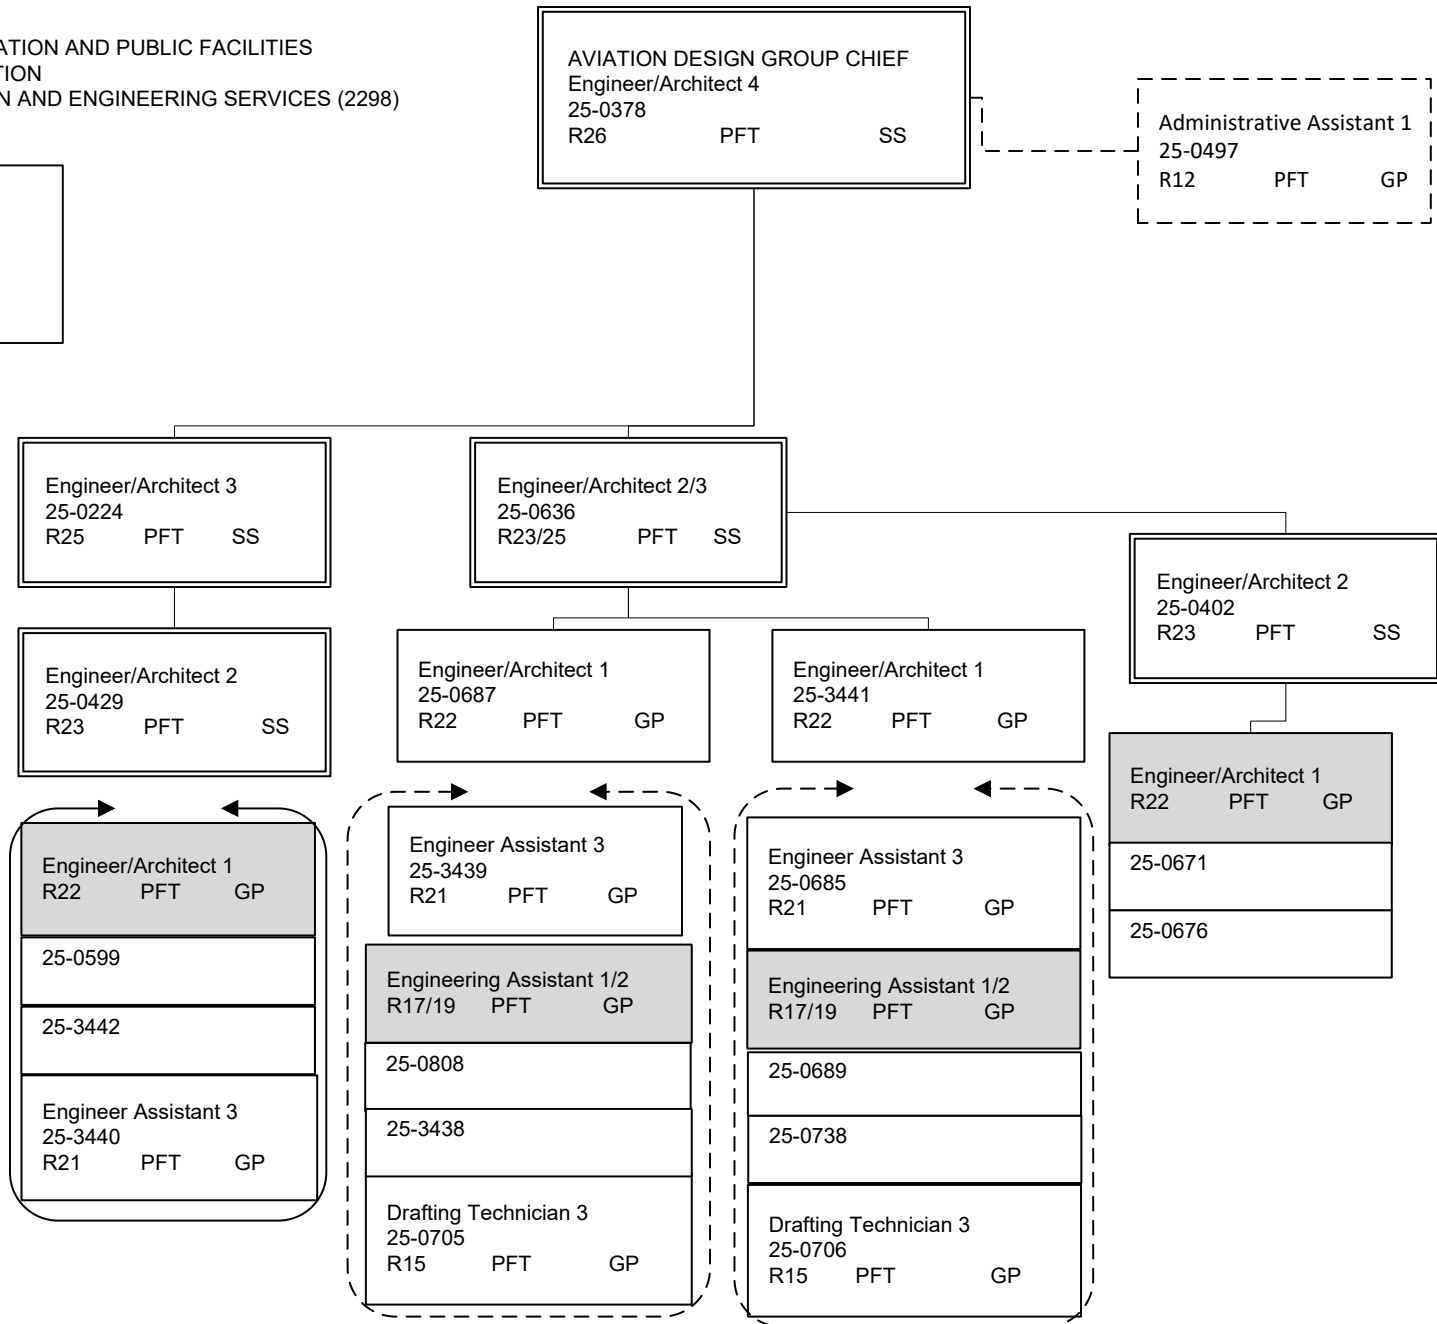 ATION AND PUBLIC FACILITIES
TION
N AND ENGINEERING SERVICES (2298)
AVIATION DESIGN GROUP CHIEF
Engineer/Architect 4
25-0378
R26 PFT SS
Administrative Assistant 1
25-0497
R12 PFT GP
Engineer/Architect 3
25-0224
R25 PFT SS
Engineer/Architect 2/3
25-0636
R23/25 PFT SS
Engineer/Architect 2
25-0402
R23 PFT SS
Engineer/Architect 2
25-0429
R23 PFT SS
Engineer/Architect 1
25-0687
R22 PFT GP
Engineer/Architect 1
25-3441
R22 PFT GP
Engineer/Architect 1
R22 PFT GP
25-0671
25-0676
Engineer/Architect 1
R22 PFT GP
25-0599
25-3442
Engineer Assistant 3
25-3440
R21 PFT GP
Engineer Assistant 3
25-3439
R21 PFT GP
Engineering Assistant 1/2
R17/19 PFT GP
25-0808
25-3438
Drafting Technician 3
25-0705
R15 PFT GP
Engineer Assistant 3
25-0685
R21 PFT GP
Engineering Assistant 1/2
R17/19 PFT GP
25-0689
25-0738
Drafting Technician 3
25-0706
R15 PFT GP